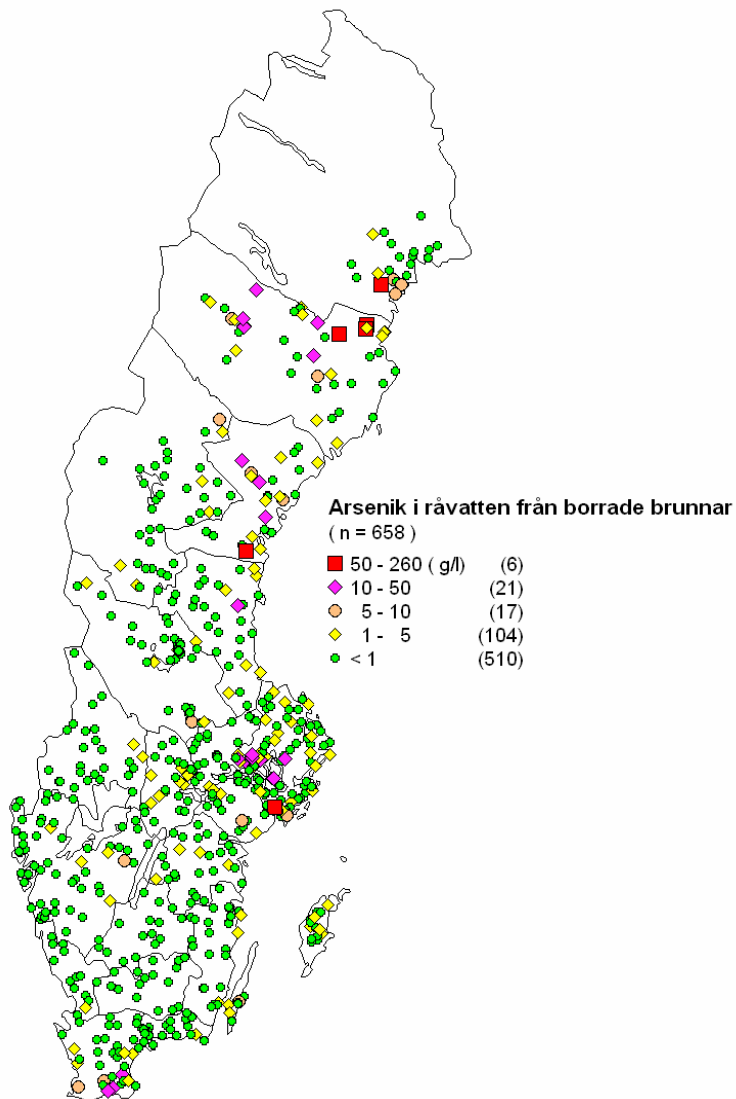 Arsenik i råvatten från borrade brunnar
( n = 658 )
50 - 260 ( g/l) (6)
10 - 50 (21)
5 - 10 (17)
1 - 5 (104)
< 1 (510)